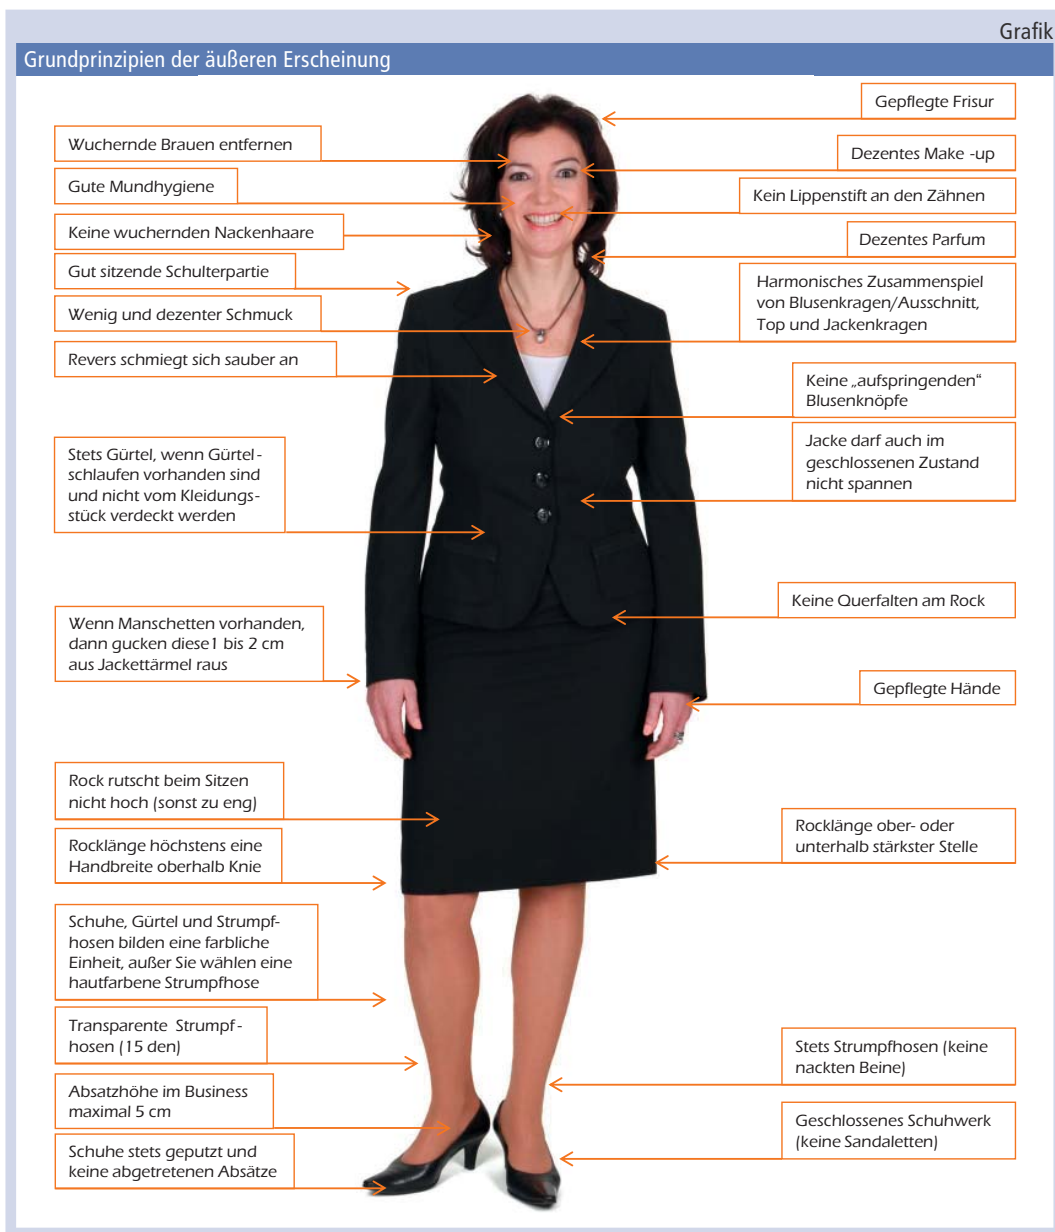 Grafik
Grundprinzipien der äußeren Erscheinung
Gepflegte Frisur
Wuchernde Brauen entfernen
Dezentes Make -up
Gute Mundhygiene
Kein Lippenstift an den Zähnen
Keine wuchernden Nackenhaare
Dezentes Parfum
Gut sitzende Schulterpartie
Harmonisches Zusammenspiel
von Blusenkragen/Ausschnitt,
Top und Jackenkragen
Wenig und dezenter Schmuck
Revers schmiegt sich sauber an
Keine „aufspringenden“
Blusenknöpfe
Stets Gürtel, wenn Gürtel-
schlaufen vorhanden sind
und nicht vom Kleidungs-
stück verdeckt werden
Jacke darf auch im
geschlossenen Zustand
nicht spannen
Keine Querfalten am Rock
Wenn Manschetten vorhanden,
dann gucken diese1 bis 2 cm
aus Jackettärmel raus
Gepflegte Hände
Rock rutscht beim Sitzen
nicht hoch (sonst zu eng)
Rocklänge höchstens eine
Handbreite oberhalb Knie
Rocklänge ober- oder
unterhalb stärkster Stelle
Schuhe, Gürtel und Strumpf-
hosen bilden eine farbliche
Einheit, außer Sie wählen eine
hautfarbene Strumpfhose
Transparente Strumpf-
hosen (15 den)
Stets Strumpfhosen (keine
nackten Beine)
Absatzhöhe im Business
maximal 5 cm
Geschlossenes Schuhwerk
(keine Sandaletten)
Schuhe stets geputzt und
keine abgetretenen Absätze